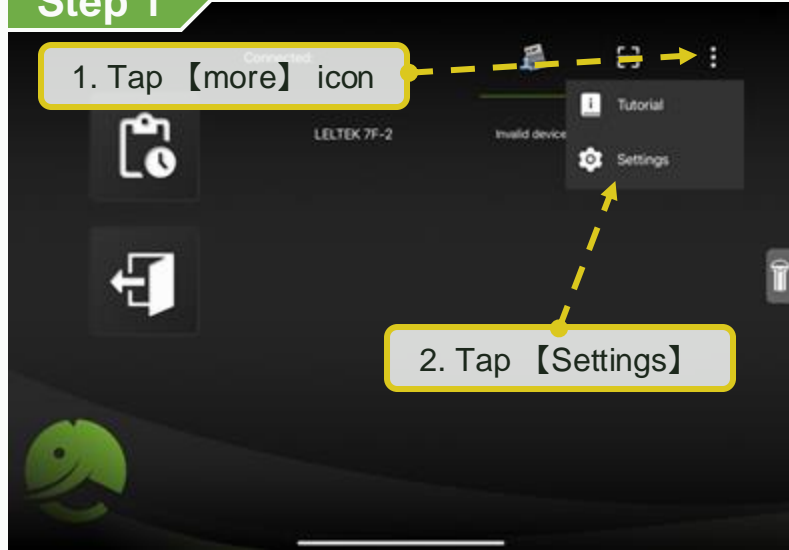 Step 1
Connected
1. Tap 【more】 icon
Tutorial
LELTEK 7F-2
Invalid device
Settings
2. Tap 【Settings】